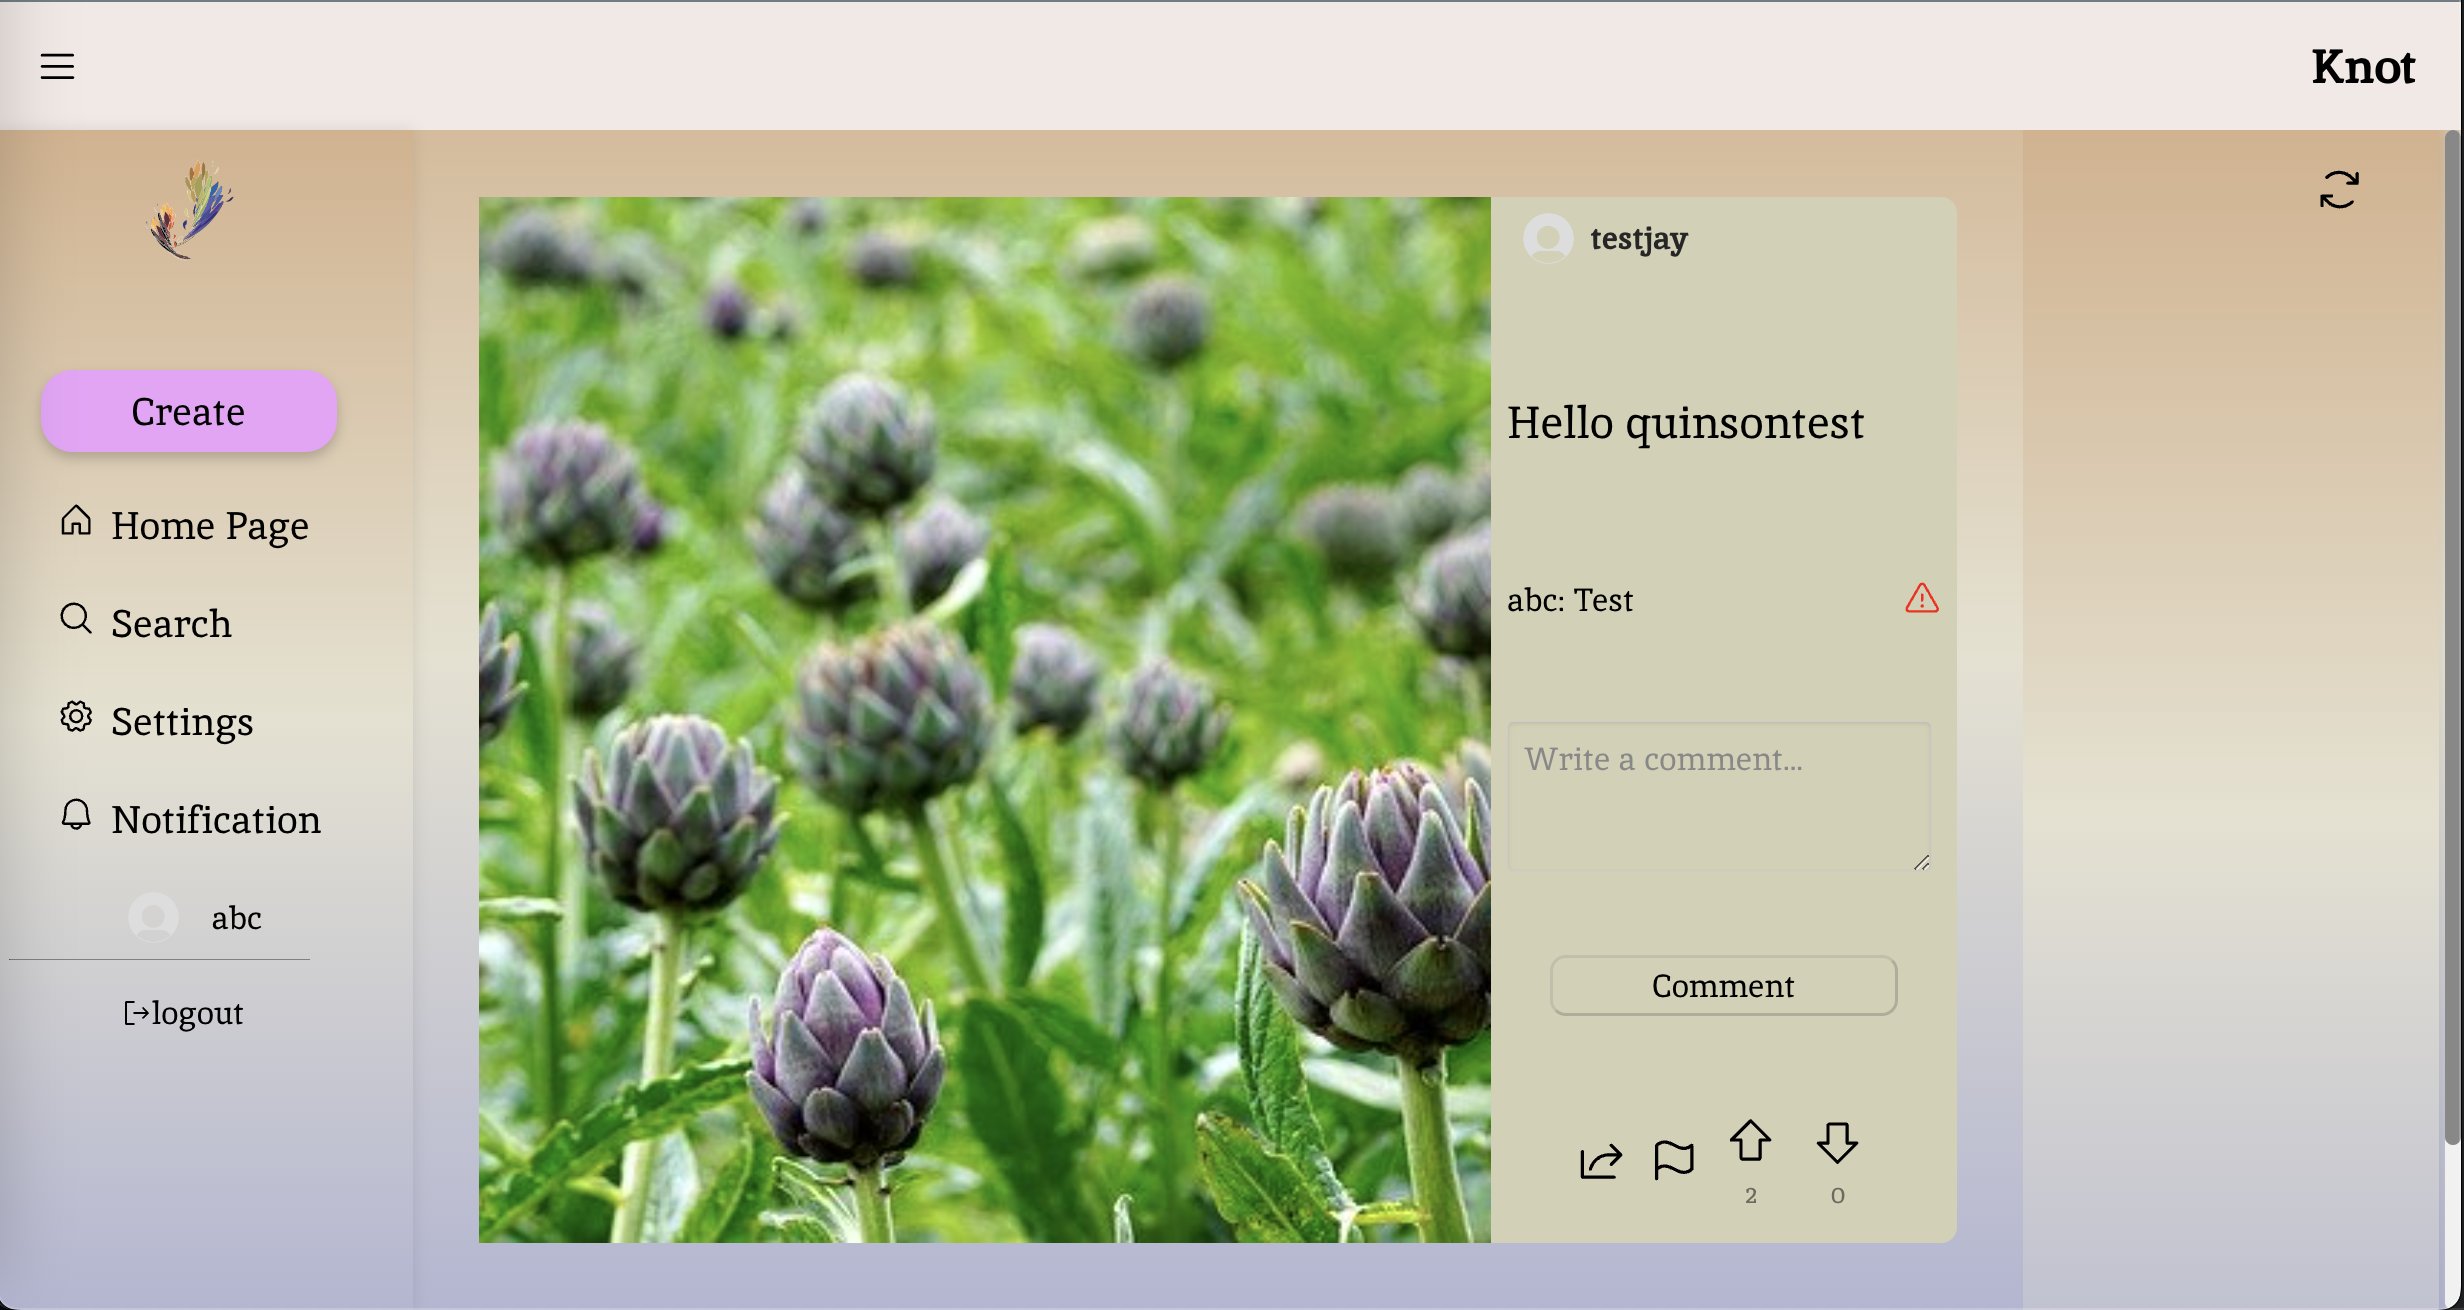 Knot
Create
Home Page
Search
Settings
Notification
abc
logout
testjay
Hello quinsontest
abc: Test
Write a comment...
Comment
2
0